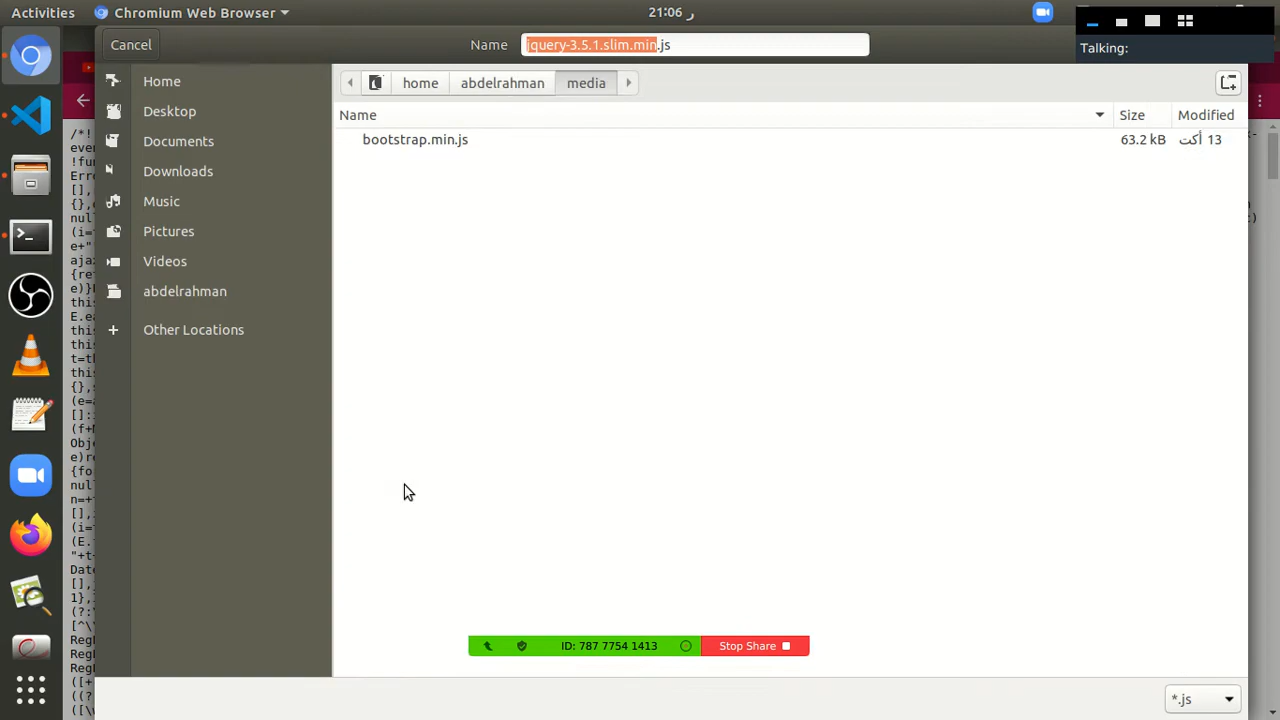 Activities
Chromium Web Browser
21:06 ر
Talking:
Cancel
Name
jquery-3.5.1.slim.min.js
Home
Desktop
Documents
Downloads
Music
Pictures
Videos
abdelrahman
Other Locations
home
abdelrahman
media
Name
Size
Modified
bootstrap.min.js
63.2 kB
13 أكت
ID: 787 7754 1413
Stop Share
*.js